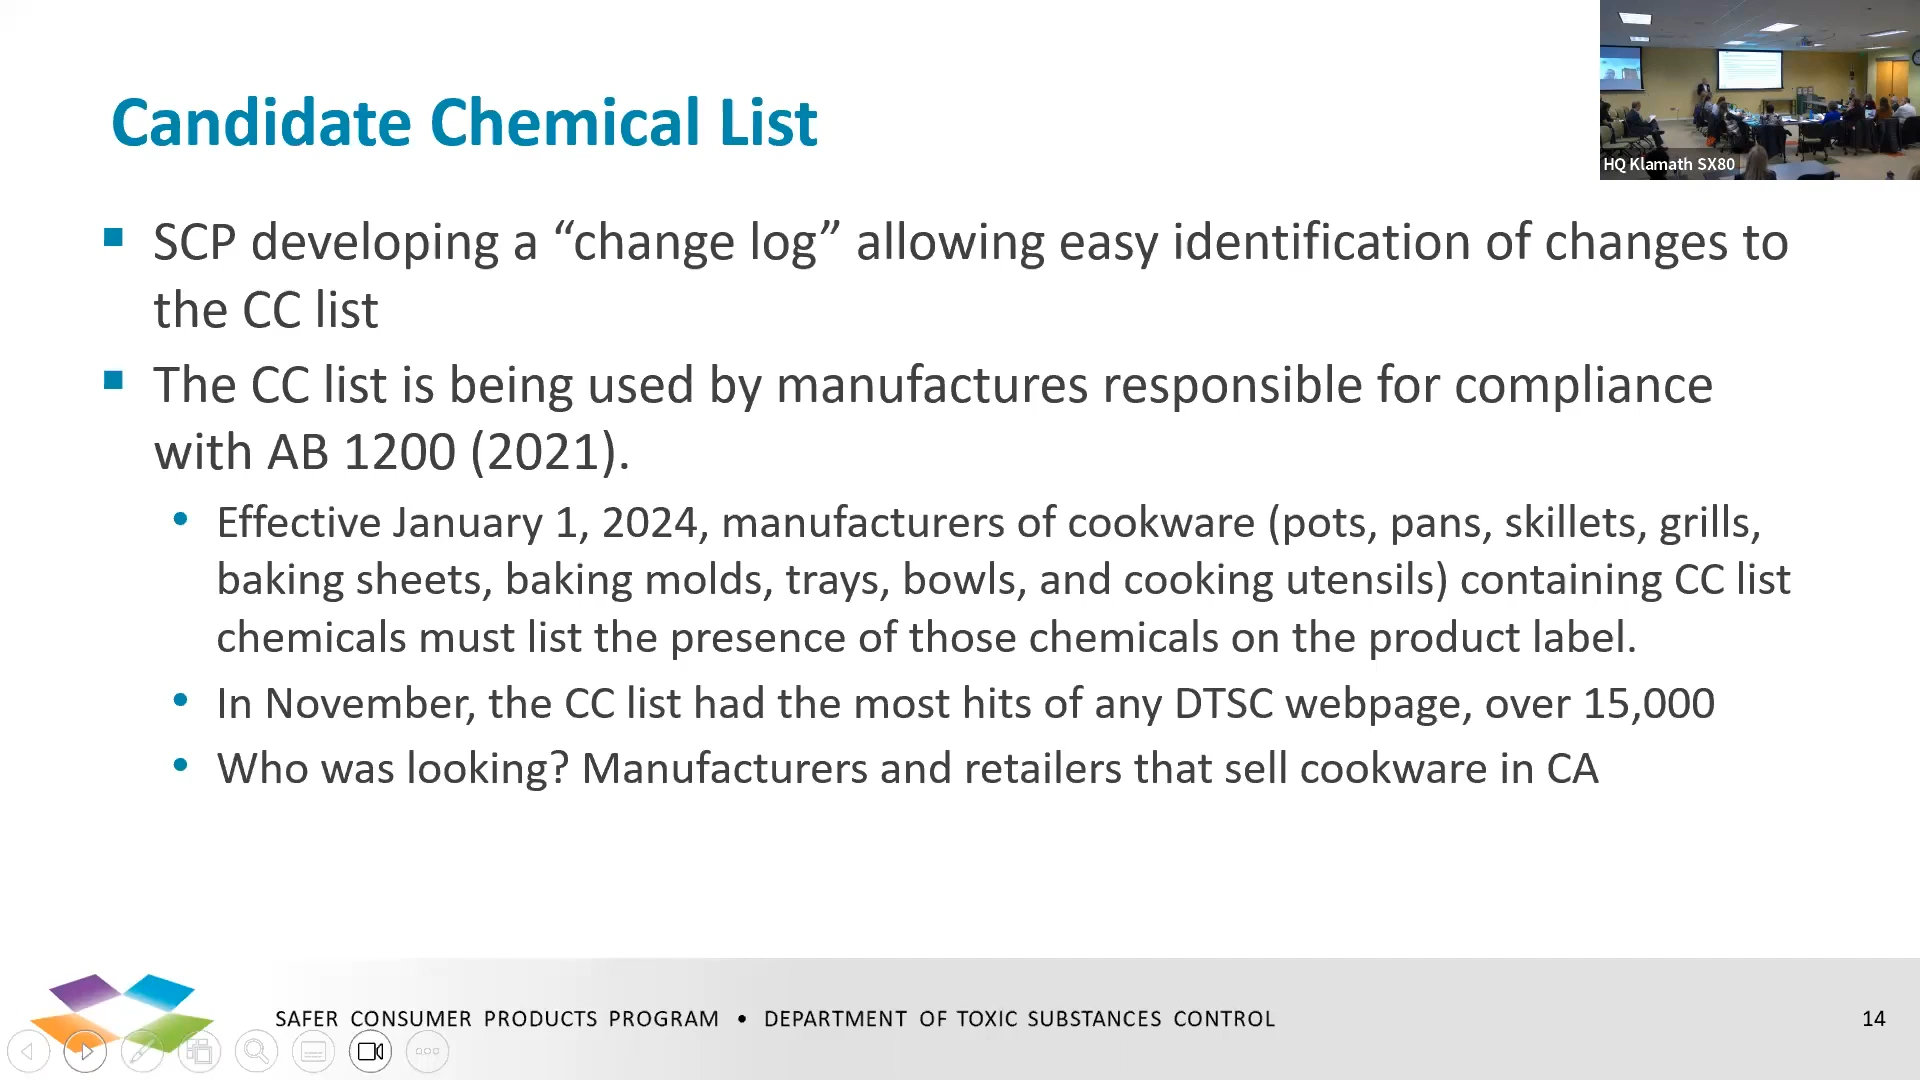 Candidate Chemical List
HQ Klamath SX80
SCP developing a “change log” allowing easy identification of changes to
the CC list
The CC list is being used by manufactures responsible for compliance
with AB 1200 (2021).
Effective January 1, 2024, manufacturers of cookware (pots, pans, skillets, grills,
baking sheets, baking molds, trays, bowls, and cooking utensils) containing CC list
chemicals must list the presence of those chemicals on the product label.
In November, the CC list had the most hits of any DTSC webpage, over 15,000
Who was looking? Manufacturers and retailers that sell cookware in CA
SAFER CONSUMER PRODUCTS PROGRAM • DEPARTMENT OF TOXIC SUBSTANCES CONTROL
14